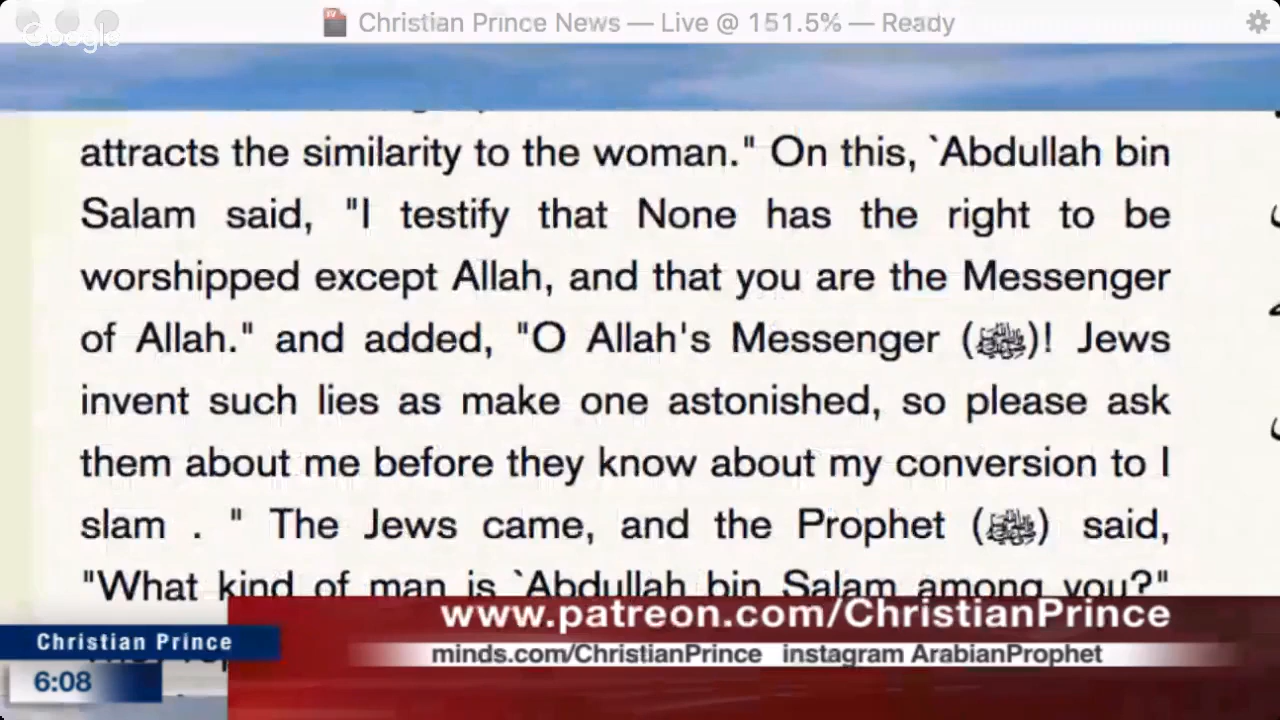 Christian Prince News — Live @ 151.5% — Ready
Google
attracts the similarity to the woman." On this, `Abdullah bin
Salam said, "I testify that None has the right to be
worshipped except Allah, and that you are the Messenger
of Allah." and added, "O Allah's Messenger (ﷺ)! Jews
invent such lies as make one astonished, so please ask
them about me before they know about my conversion to I
slam . " The Jews came, and the Prophet (ﷺ) said,
"What kind of man is `Abdullah bin Salam among you?"
www.patreon.com/ChristianPrince
Christian Prince
minds.com/ChristianPrince instagram ArabianProphet
6:08